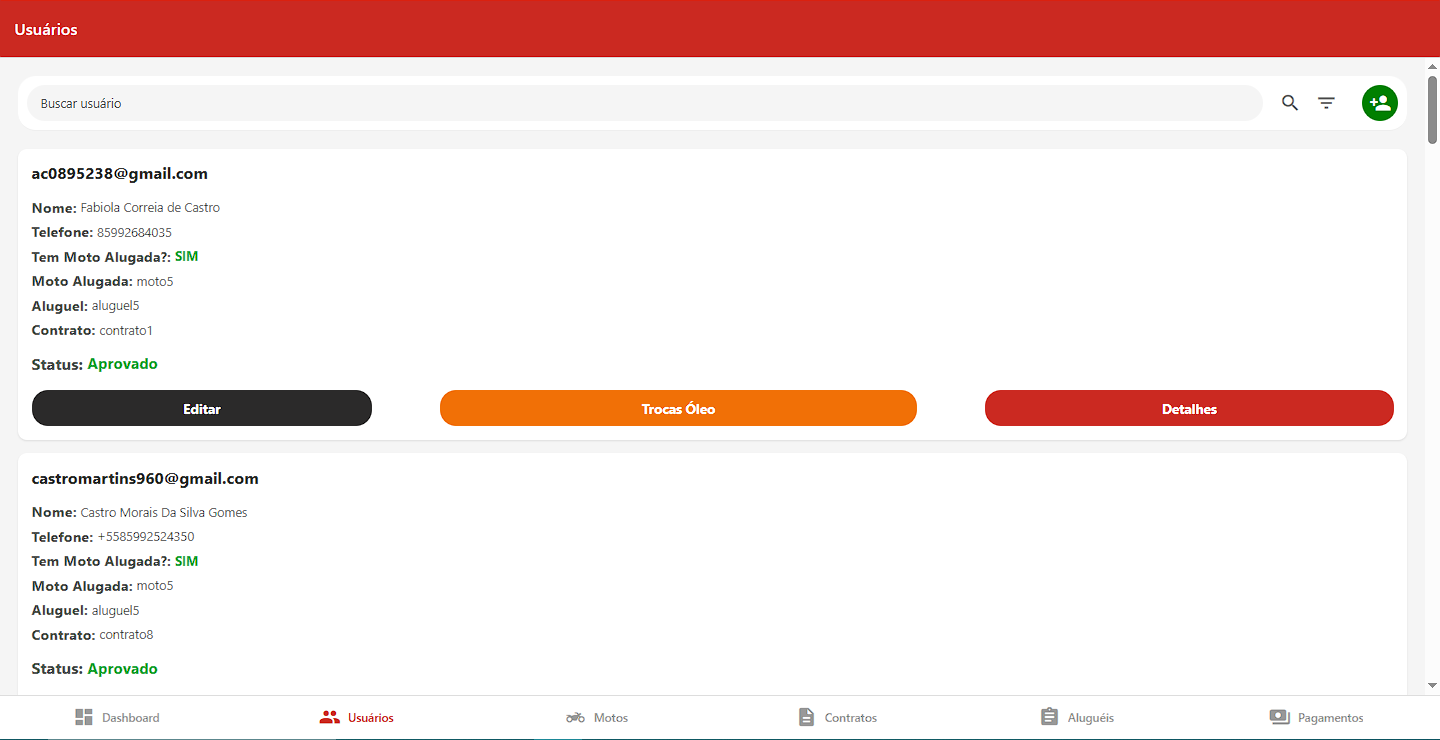 Usuários
Buscar usuário
ac0895238@gmail.com
Nome: Fabiola Correia de Castro
Telefone: 85992684035
Tem Moto Alugada?: SIM
Moto Alugada: moto5
Aluguel: aluguel5
Contrato: contrato1
Status: Aprovado
Editar
Trocas Óleo
Detalhes
castromartins960@gmail.com
Nome: Castro Morais Da Silva Gomes
Telefone: +5585992524350
Tem Moto Alugada?: SIM
Moto Alugada: moto5
Aluguel: aluguel5
Contrato: contrato8
Status: Aprovado
Dashboard
Usuários
Motos
Contratos
Aluguéis
Pagamentos